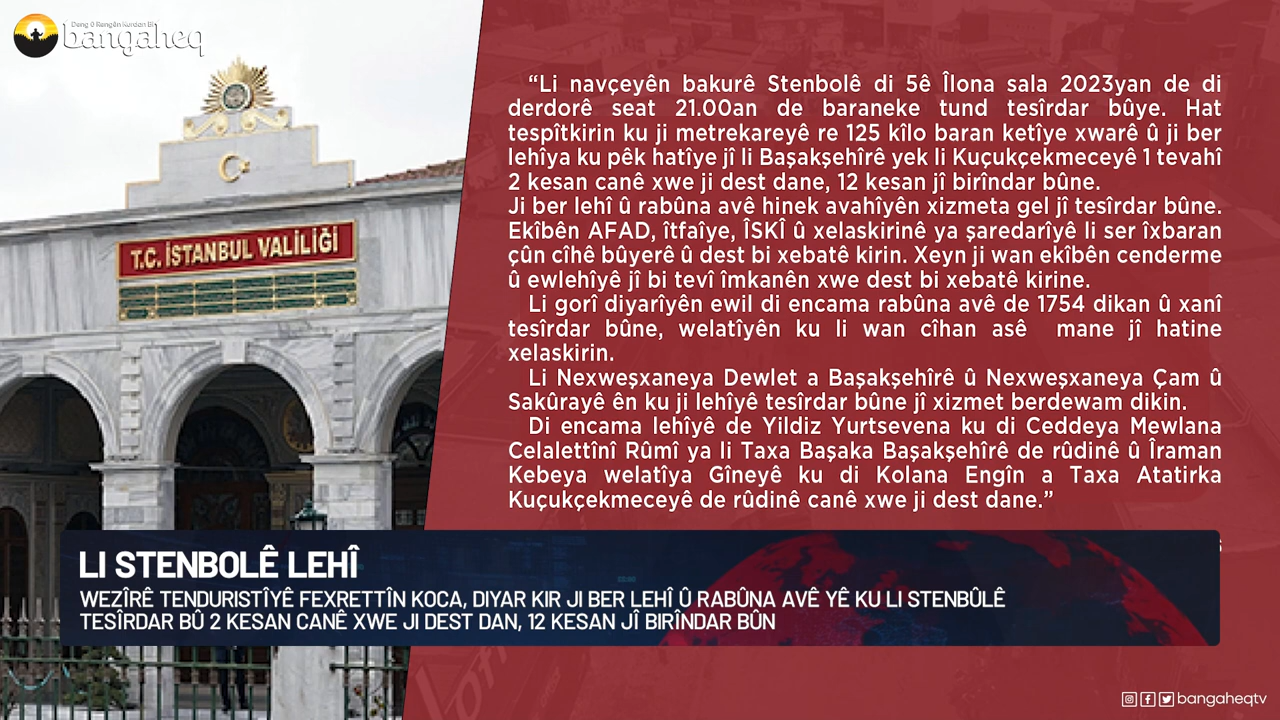 Deng û Rengên Kurdan Bi
bangaheq
T.C. İSTANBUL VALİLİĞİ
“Li navçeyên bakurê Stenbolê di 5ê Îlona sala 2023yan de di
derdorê seat 21.00an de baraneke tund tesîrdar bûye. Hat
tespîtkirin ku ji metrekareyê re 125 kîlo baran ketîye xwarê û ji ber
lehîya ku pêk hatîye jî li Başakşehîrê yek li Kuçukçekmeceyê 1 tevahî
2 kesan canê xwe ji dest dane, 12 kesan jî birîndar bûne.
Ji ber lehî û rabûna avê hinek avahîyên xizmeta gel jî tesîrdar bûne.
Ekîbên AFAD, îtfaîye, ÎSKÎ û xelaskirinê ya şaredarîyê li ser îxbaran
çûn cîhê bûyerê û dest bi xebatê kirin. Xeyn ji wan ekîbên cenderme
û ewlehîyê jî bi tevî îmkanên xwe dest bi xebatê kirine.
Li gorî diyarîyên ewil di encama rabûna avê de 1754 dikan û xanî
tesîrdar bûne, welatîyên ku li wan cîhan asê mane jî hatine
xelaskirin.
Li Nexweşxaneya Dewlet a Başakşehîrê û Nexweşxaneya Çam û
Sakûrayê ên ku ji lehîyê tesîrdar bûne jî xizmet berdewam dikin.
Di encama lehîyê de Yildiz Yurtsevena ku di Ceddeya Mewlana
Celalettînî Rûmî ya li Taxa Başaka Başakşehîrê de rûdinê û Îraman
Kebeya welatîya Gîneyê ku di Kolana Engîn a Taxa Atatirka
Kuçukçekmeceyê de rûdinê canê xwe ji dest dane.”
LI STENBOLÊ LEHÎ
WEZÎRÊ TENDURISTÎYÊ FEXRETTÎN KOCA, DIYAR KIR JI BER LEHÎ Û RABÛNA AVÊ YÊ KU LI STENBÛLÊ
TESÎRDAR BÛ 2 KESAN CANÊ XWE JI DEST DAN, 12 KESAN JÎ BIRÎNDAR BÛN
bangaheqtv